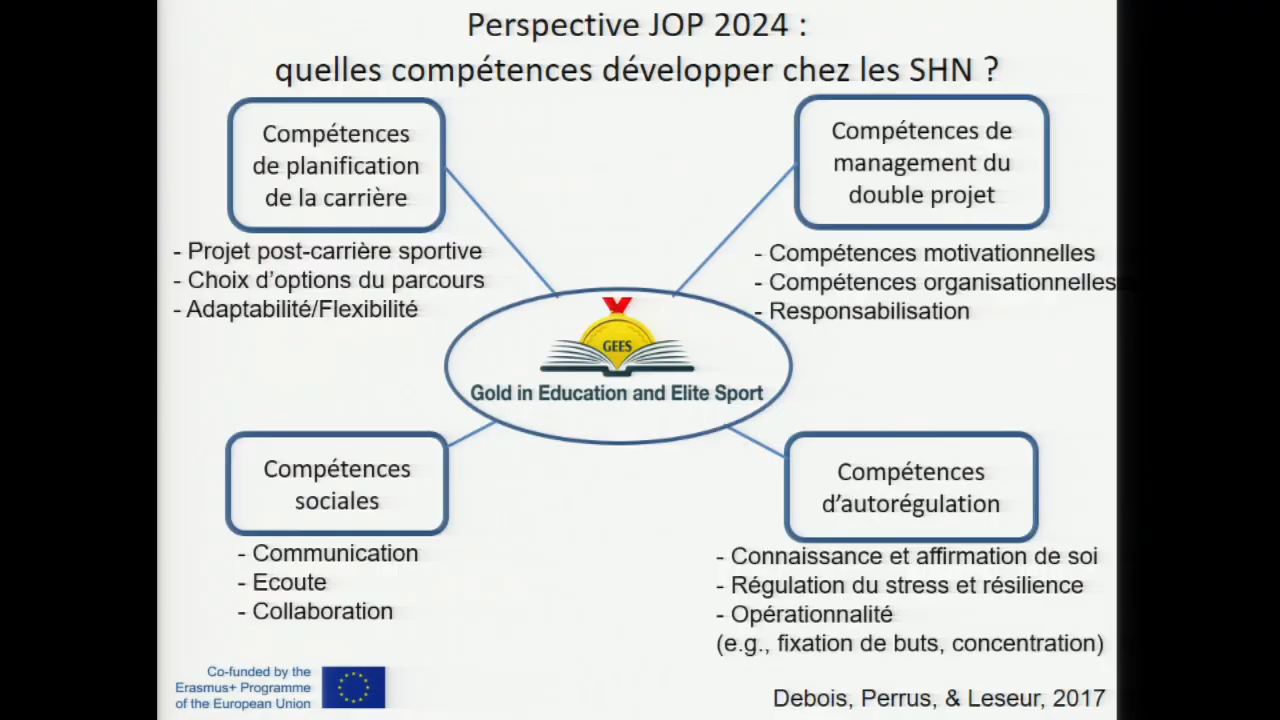 Perspective JOP 2024 :
quelles compétences développer chez les SHN ?
Compétences
de planification
de la carrière
- Projet post-carrière sportive
- Choix d’options du parcours
- Adaptabilité/Flexibilité
Compétences de
management du
double projet
- Compétences motivationnelles
- Compétences organisationnelles
- Responsabilisation
GEES
Gold in Education and Elite Sport
Compétences
sociales
- Communication
- Ecoute
- Collaboration
Compétences
d’autorégulation
- Connaissance et affirmation de soi
- Régulation du stress et résilience
- Opérationnalité
(e.g., fixation de buts, concentration)
Co-funded by the
Erasmus+ Programme
of the European Union
Debois, Perrus, & Leseur, 2017